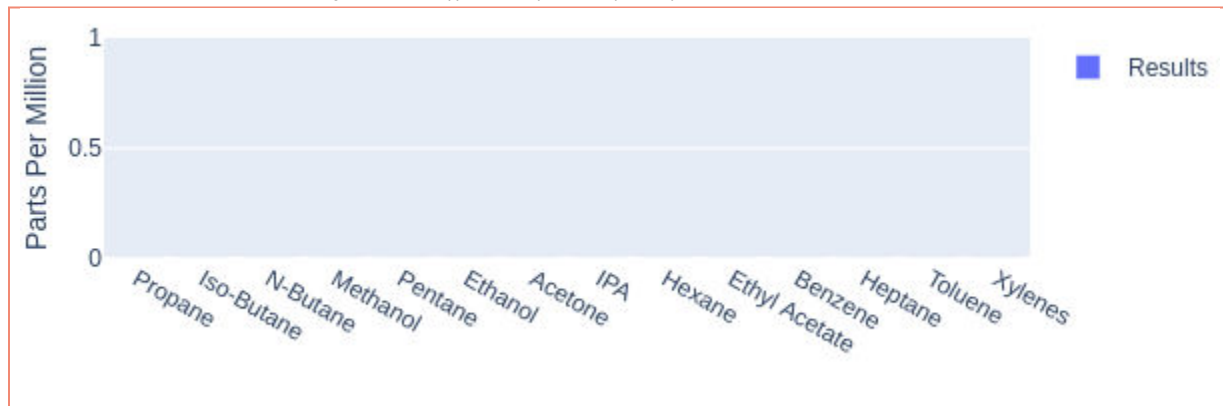 1
Results
Parts Per Million
0.5
0
Propane
Iso-Butane
N-Butane
Methanol
Pentane
Ethanol
Acetone
IPA
Hexane
Ethyl Acetate
Benzene
Heptane
Toluene
Xylenes